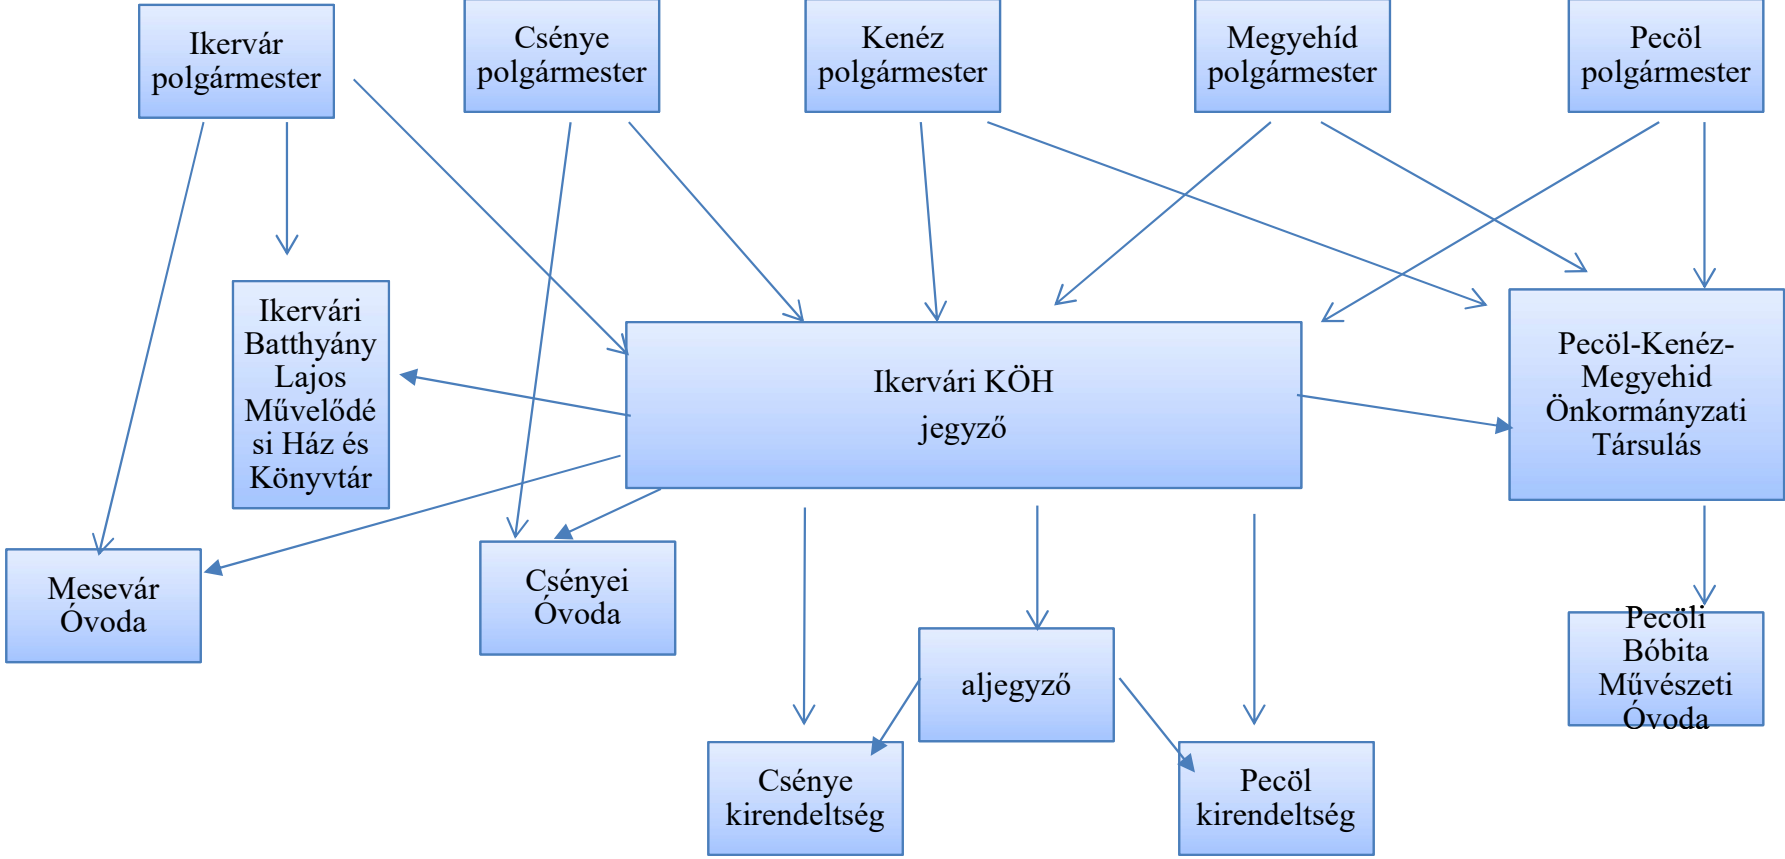 Ikervár
polgármester
Csénye
polgármester
Kenéz
polgármester
Megyehíd
polgármester
Pecöl
polgármester
Ikervári
Batthyány
Lajos
Művelődé
si Ház és
Könyvtár
Ikervári KÖH
jegyző
Pecöl-Kenéz-
Megyehid
Önkormányzati
Társulás
Mesevár
Óvoda
Csényei
Óvoda
aljegyző
Pecöli
Bóbita
Művészeti
Óvoda
Csénye
kirendeltség
Pecöl
kirendeltség